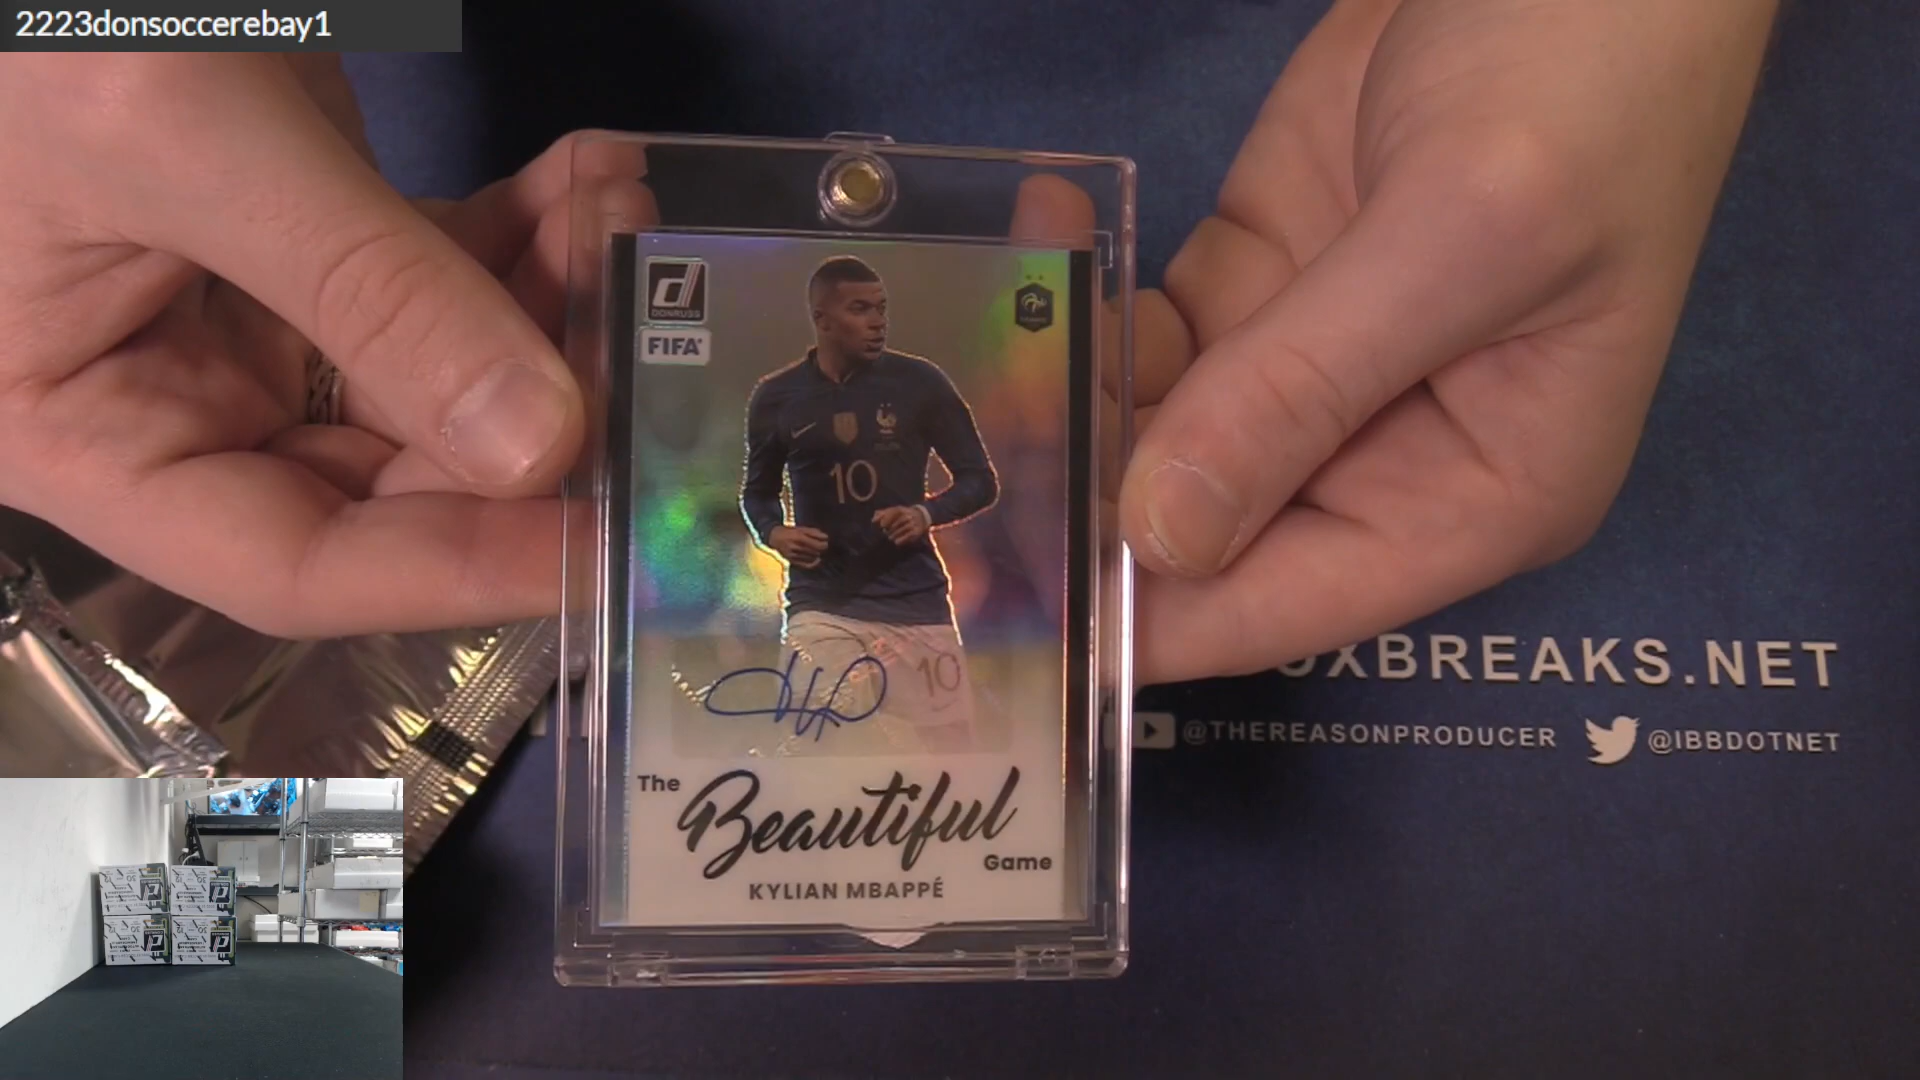 2223donsoccerebay1
d
DONRUSS
FIFA
10
10
The
Beautiful
Game
KYLIAN MBAPPÉ
OXBREAKS.NET
@THEREASONPRODUCER
@IBBDOTNET